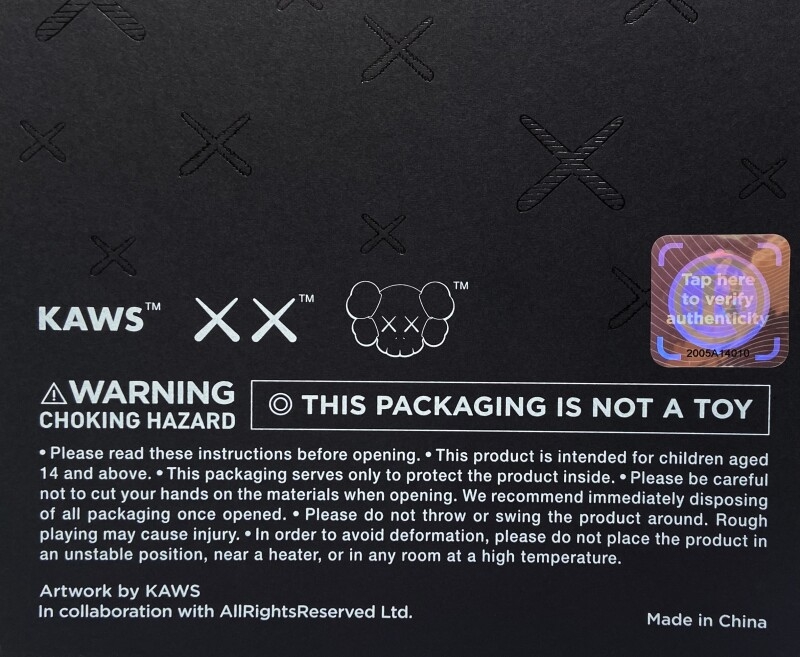 KAWS™ XX™ ™
Tap here
to verify
authenticity
2005A14010
⚠WARNING
CHOKING HAZARD
◎ THIS PACKAGING IS NOT A TOY
• Please read these instructions before opening. • This product is intended for children aged
14 and above. • This packaging serves only to protect the product inside. • Please be careful
not to cut your hands on the materials when opening. We recommend immediately disposing
of all packaging once opened. • Please do not throw or swing the product around. Rough
playing may cause injury. • In order to avoid deformation, please do not place the product in
an unstable position, near a heater, or in any room at a high temperature.
Artwork by KAWS
In collaboration with AllRightsReserved Ltd.
Made in China